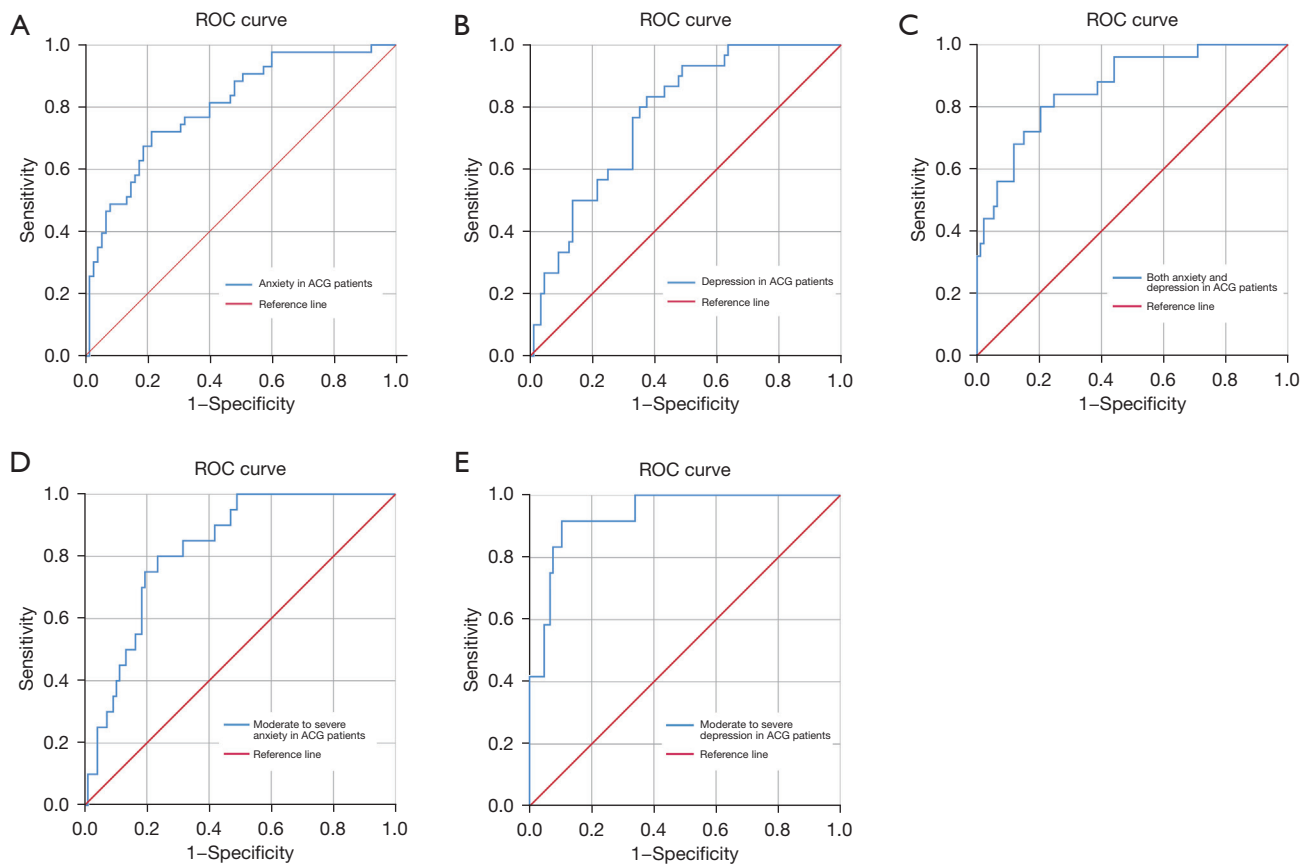 A
ROC curve
1.0
0.8
0.6
0.4
0.2
0.0
Sensitivity
Anxiety in ACG patients
Reference line
0.0 0.2 0.4 0.6 0.8 1.0
1–Specificity
B
ROC curve
1.0
0.8
0.6
0.4
0.2
0.0
Sensitivity
Depression in ACG patients
Reference line
0.0 0.2 0.4 0.6 0.8 1.0
1–Specificity
C
ROC curve
1.0
0.8
0.6
0.4
0.2
0.0
Sensitivity
Both anxiety and
depression in ACG patients
Reference line
0.0 0.2 0.4 0.6 0.8 1.0
1–Specificity
D
ROC curve
1.0
0.8
0.6
0.4
0.2
0.0
Sensitivity
Moderate to severe
anxiety in ACG patients
Reference line
0.0 0.2 0.4 0.6 0.8 1.0
1–Specificity
E
ROC curve
1.0
0.8
0.6
0.4
0.2
0.0
Sensitivity
Moderate to severe
depression in ACG patients
Reference line
0.0 0.2 0.4 0.6 0.8 1.0
1–Specificity